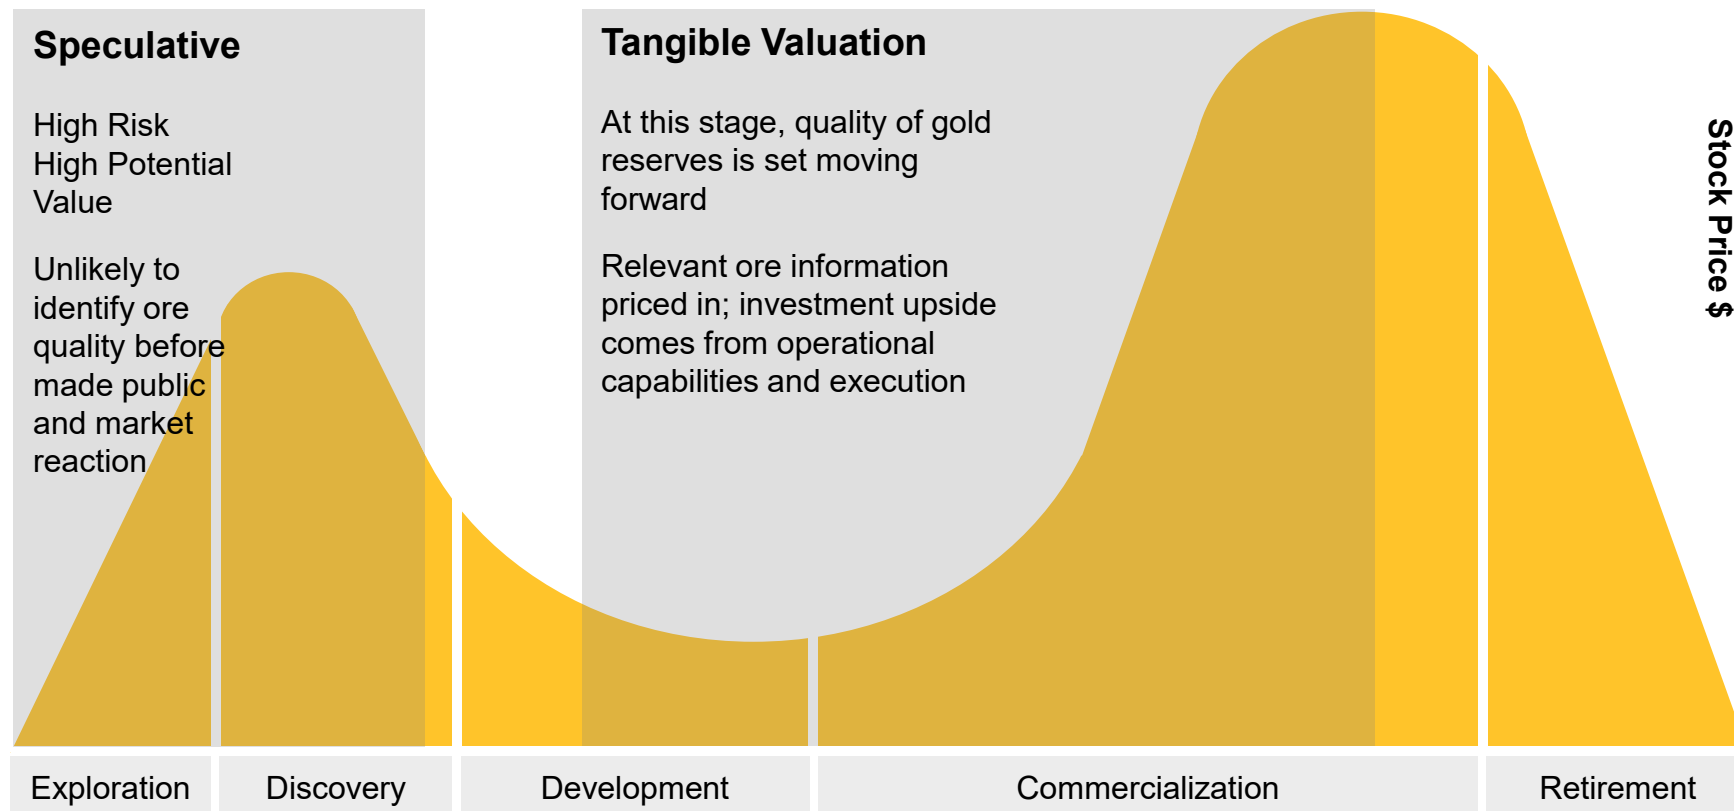 Speculative
High Risk
High Potential
Value
Unlikely to
identify ore
quality before
made public
and market
reaction
Tangible Valuation
At this stage, quality of gold
reserves is set moving
forward
Relevant ore information
priced in; investment upside
comes from operational
capabilities and execution
Stock Price $
Exploration
Discovery
Development
Commercialization
Retirement